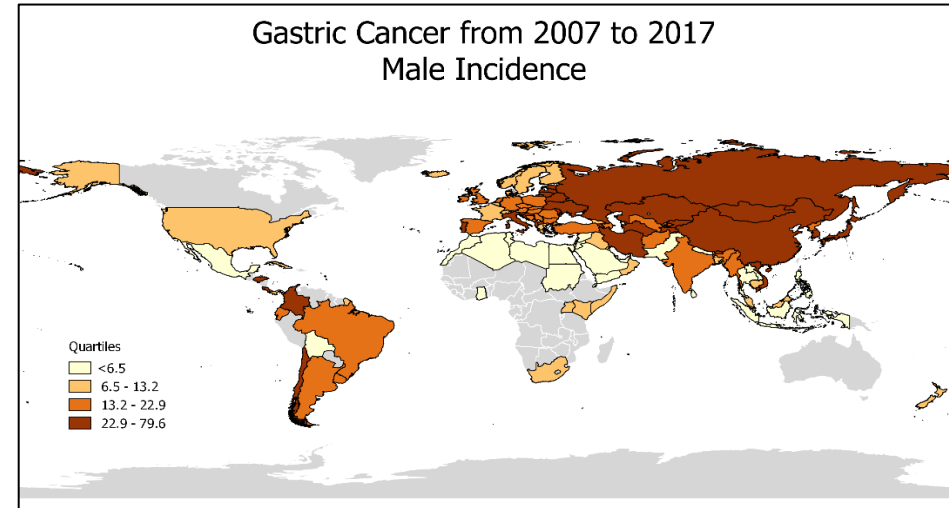 Gastric Cancer from 2007 to 2017
Male Incidence
Quartiles
<6.5
6.5 - 13.2
13.2 - 22.9
22.9 - 79.6